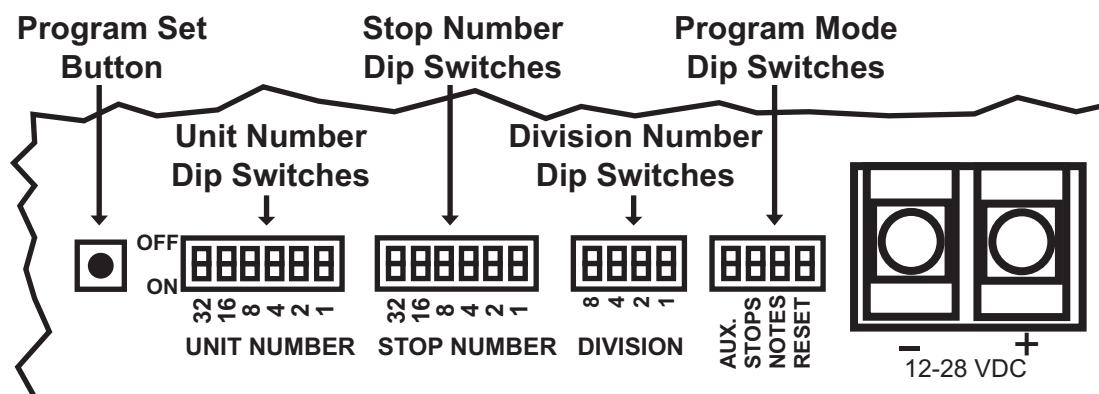 Program Set
Button
Stop Number
Dip Switches
Program Mode
Dip Switches
Unit Number
Dip Switches
Division Number
Dip Switches
OFF
ON
32 16 8 4 2 1
32 16 8 4 2 1
8 4 2 1
AUX.
STOPS
NOTES
RESET
UNIT NUMBER
STOP NUMBER
DIVISION
– +
12-28 VDC